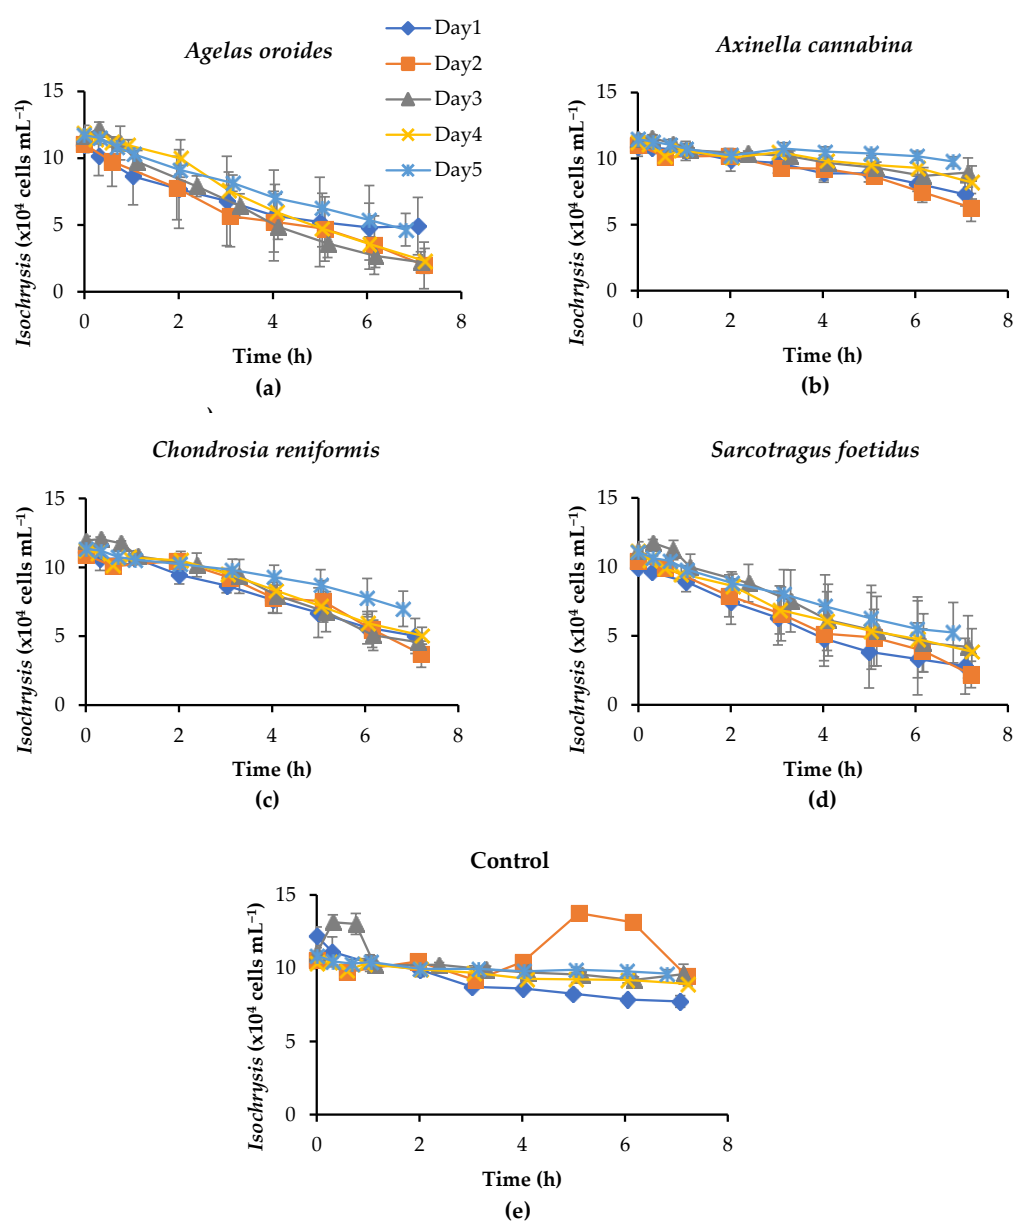 Agelas oroides
Day1
Day2
Day3
Day4
Day5
15
10
5
0
Isochrysis (x10⁴ cells mL⁻¹)
0 2 4 6 8
Time (h)
(a)
Axinella cannabina
15
10
5
0
Isochrysis (x10⁴ cells mL⁻¹)
0 2 4 6 8
Time (h)
(b)
Chondrosia reniformis
15
10
5
0
Isochrysis (x10⁴ cells mL⁻¹)
0 2 4 6 8
Time (h)
(c)
Sarcotragus foetidus
15
10
5
0
Isochrysis (x10⁴ cells mL⁻¹)
0 2 4 6 8
Time (h)
(d)
Control
15
10
5
0
Isochrysis (x10⁴ cells mL⁻¹)
0 2 4 6 8
Time (h)
(e)